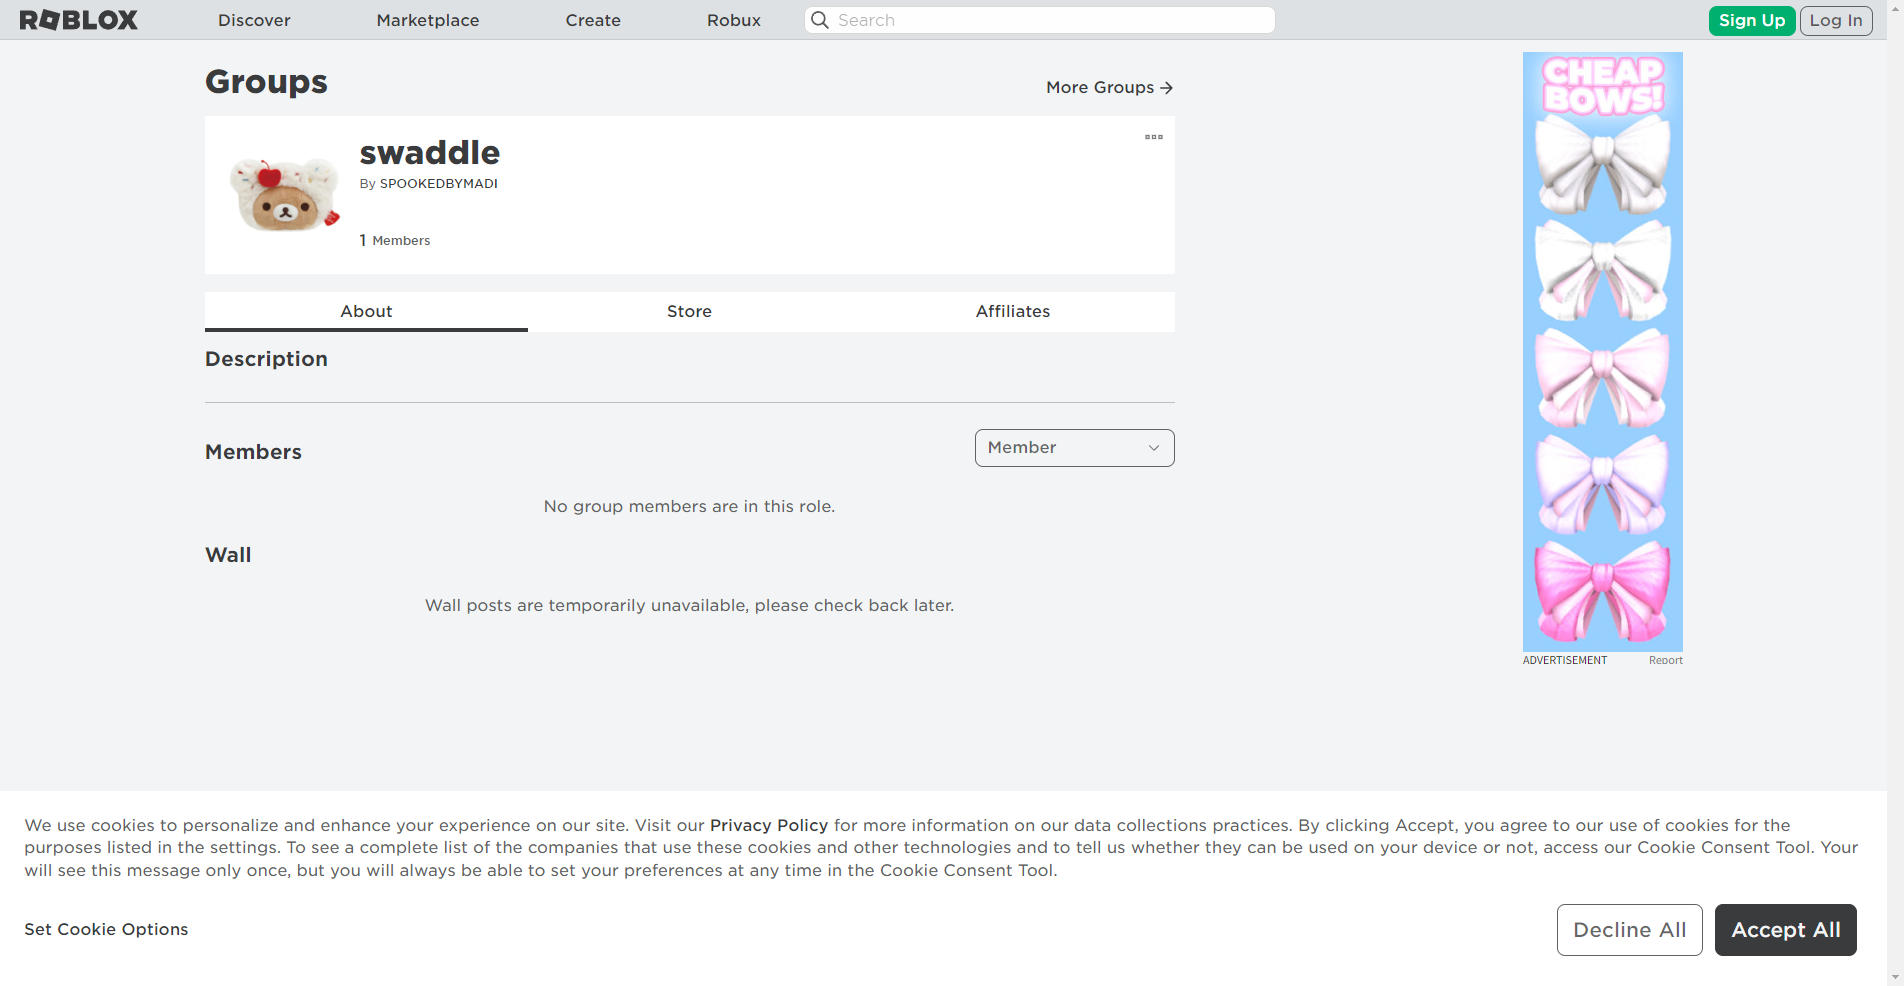 ROBLOX
Discover
Marketplace
Create
Robux
Search
Sign Up
Log In
Groups
More Groups →
swaddle
By SPOOKEDBYMADI
1 Members
About
Store
Affiliates
Description
Members
Member
No group members are in this role.
Wall
Wall posts are temporarily unavailable, please check back later.
CHEAP
BOWS!
ADVERTISEMENT
Report
We use cookies to personalize and enhance your experience on our site. Visit our Privacy Policy for more information on our data collections practices. By clicking Accept, you agree to our use of cookies for the
purposes listed in the settings. To see a complete list of the companies that use these cookies and other technologies and to tell us whether they can be used on your device or not, access our Cookie Consent Tool. Your
will see this message only once, but you will always be able to set your preferences at any time in the Cookie Consent Tool.
Set Cookie Options
Decline All
Accept All